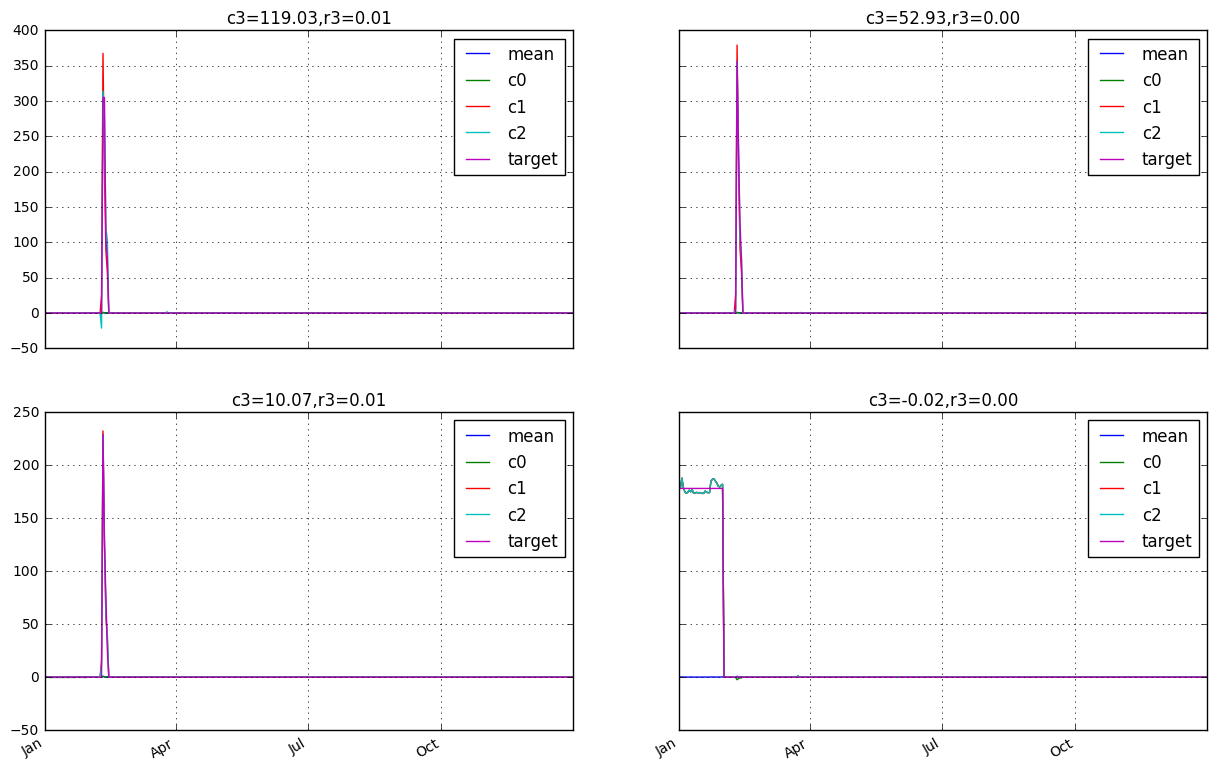 c3=119.03,r3=0.01
400
350
300
250
200
150
100
50
0
−50
mean
c0
c1
c2
target
c3=52.93,r3=0.00
mean
c0
c1
c2
target
c3=10.07,r3=0.01
250
200
150
100
50
0
−50
Jan
Apr
Jul
Oct
mean
c0
c1
c2
target
c3=-0.02,r3=0.00
mean
c0
c1
c2
target
Jan
Apr
Jul
Oct